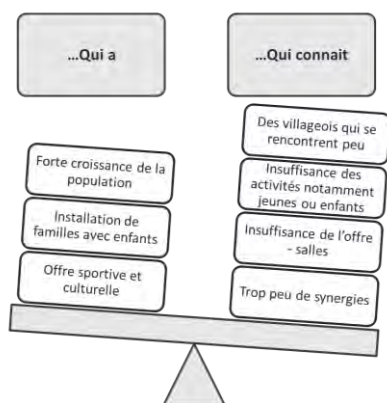 ...Qui a
...Qui connait
Forte croissance de la
population
Installation de
familles avec enfants
Offre sportive et
culturelle
Des villageois qui se
rencontrent peu
Insuffisance des
activités notamment
jeunes ou enfants
Insuffisance de l'offre
- salles
Trop peu de synergies